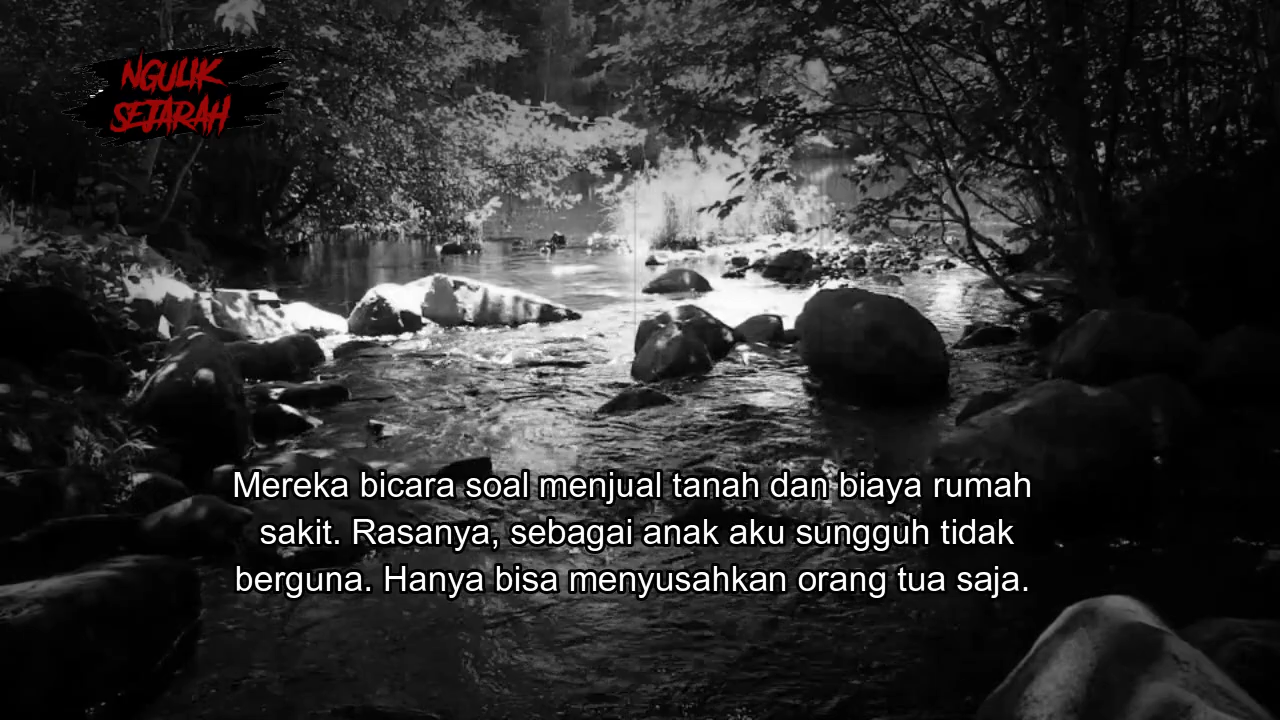 NGULIK
SEJARAH
Mereka bicara soal menjual tanah dan biaya rumah
sakit. Rasanya, sebagai anak aku sungguh tidak
berguna. Hanya bisa menyusahkan orang tua saja.